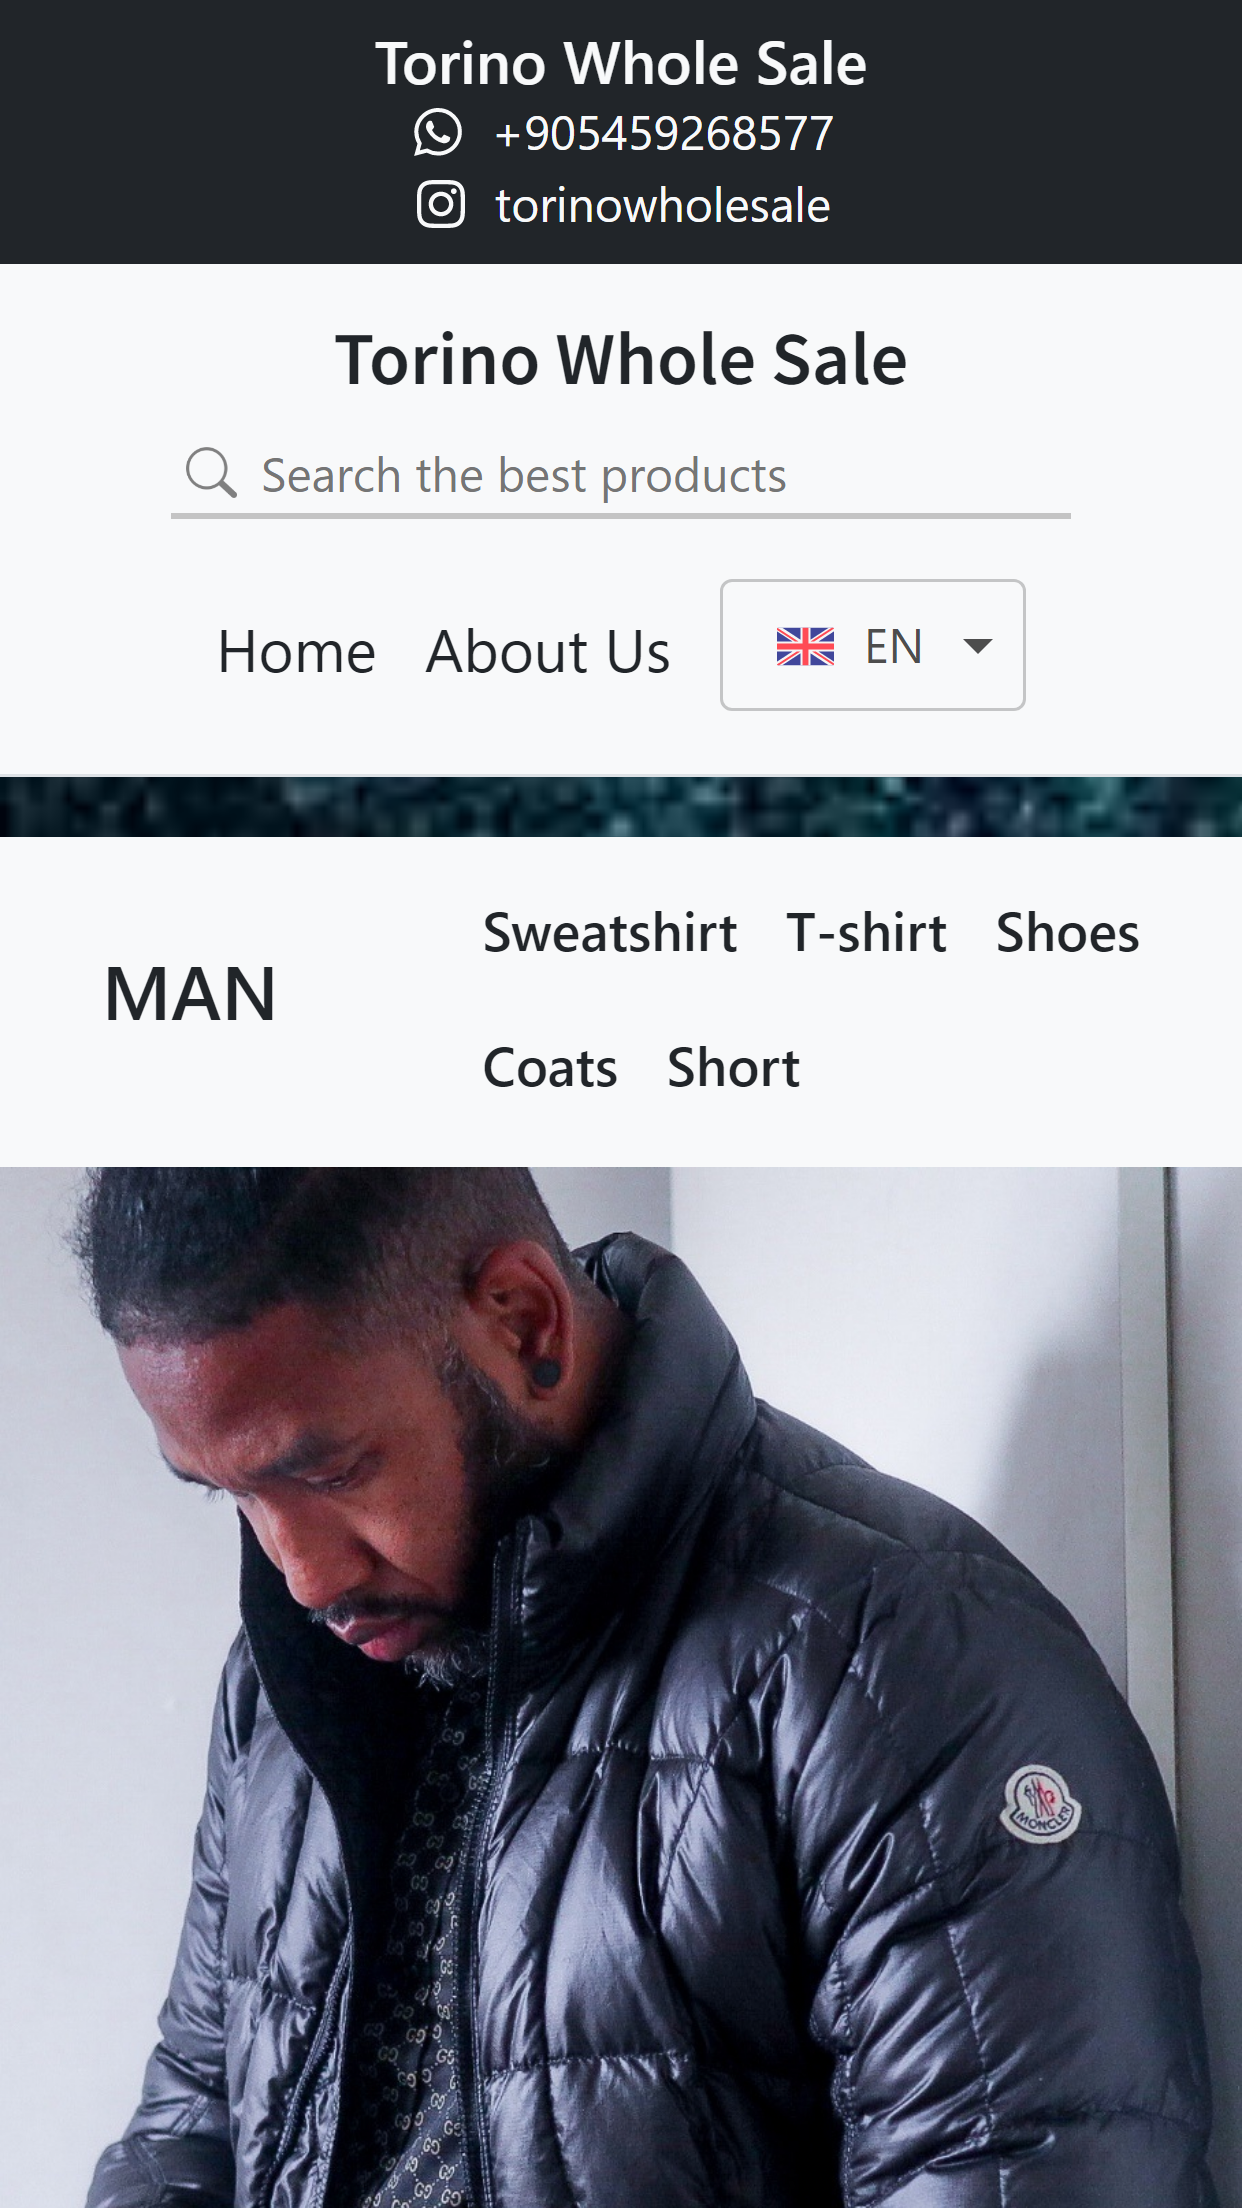 Torino Whole Sale
+905459268577
torinowholesale
Torino Whole Sale
Search the best products
Home About Us EN
MAN
Sweatshirt T-shirt Shoes
Coats Short
MONCLER